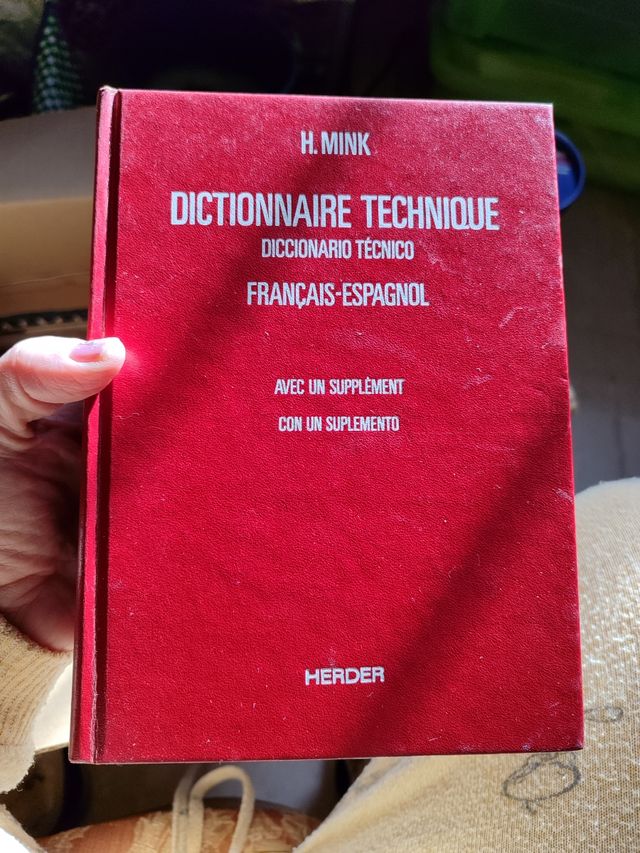 H. MINK
DICTIONNAIRE TECHNIQUE
DICCIONARIO TÉCNICO
FRANÇAIS-ESPAGNOL
AVEC UN SUPPLÉMENT
CON UN SUPLEMENTO
HERDER